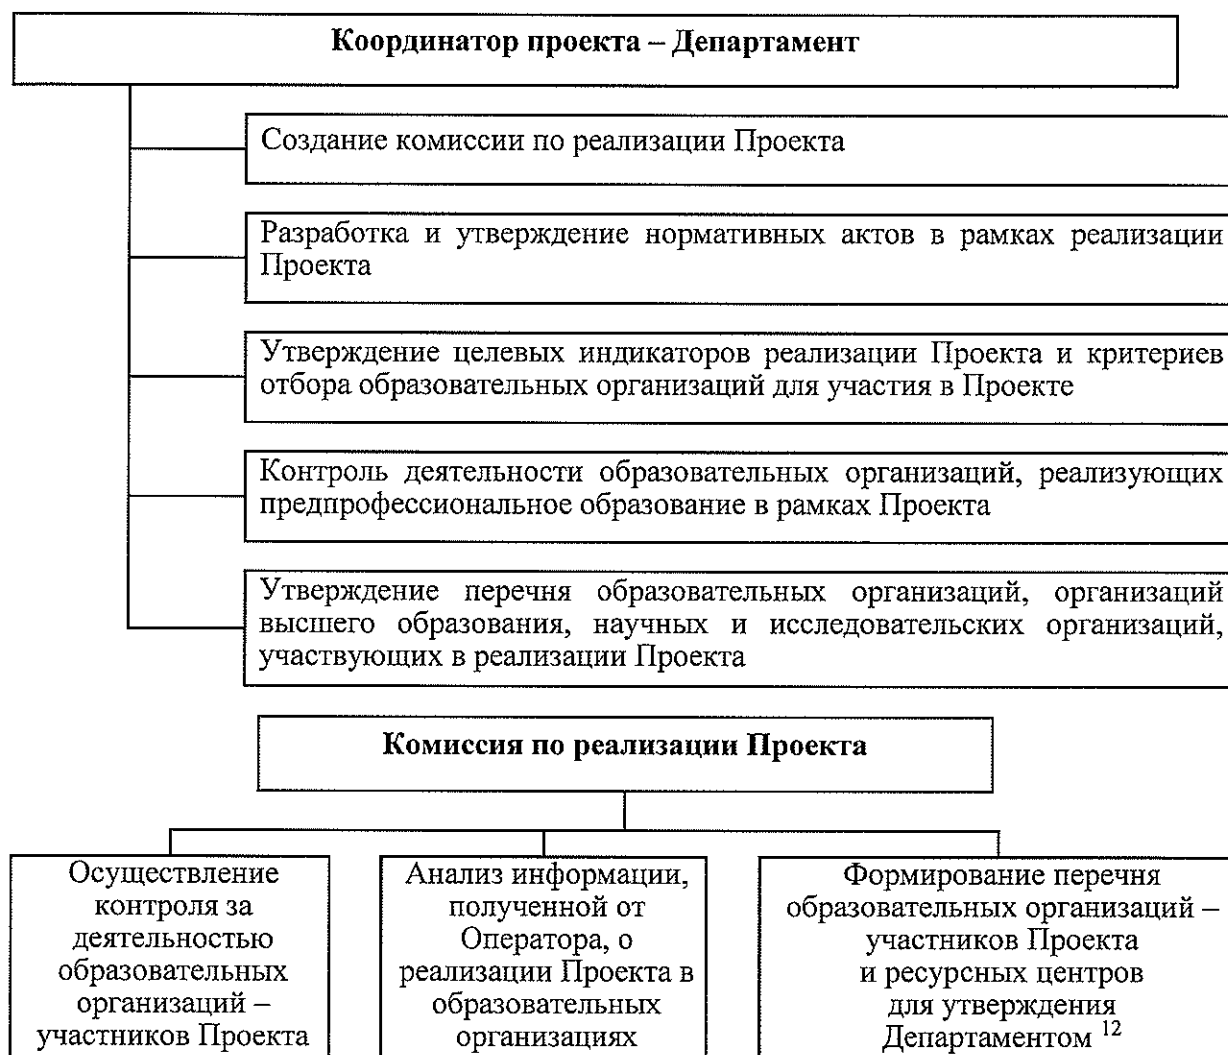 Координатор проекта – Департамент
Создание комиссии по реализации Проекта
Разработка и утверждение нормативных актов в рамках реализации
Проекта
Утверждение целевых индикаторов реализации Проекта и критериев
отбора образовательных организаций для участия в Проекте
Контроль деятельности образовательных организаций, реализующих
предпрофессиональное образование в рамках Проекта
Утверждение перечня образовательных организаций, организаций
высшего образования, научных и исследовательских организаций,
участвующих в реализации Проекта
Комиссия по реализации Проекта
Осуществление
контроля за
деятельностью
образовательных
организаций –
участников Проекта
Анализ информации,
полученной от
Оператора, о
реализации Проекта в
образовательных
организациях
Формирование перечня
образовательных организаций –
участников Проекта
и ресурсных центров
для утверждения
Департаментом 12